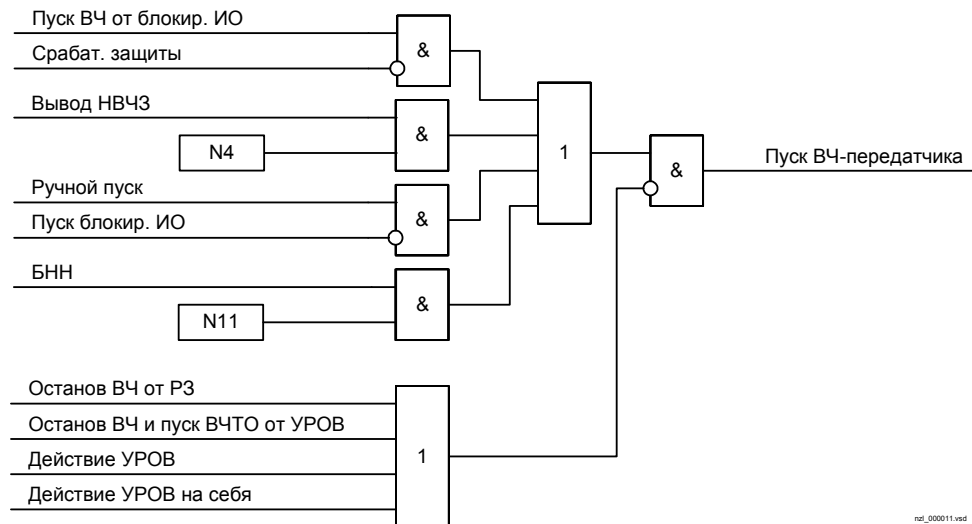 Пуск ВЧ от блокир. ИО
Срабат. защиты
&
Вывод НВЧЗ
N4
&
1
&
Пуск ВЧ-передатчика
Ручной пуск
Пуск блокир. ИО
&
БНН
N11
&
Останов ВЧ от РЗ
Останов ВЧ и пуск ВЧТО от УРОВ
Действие УРОВ
Действие УРОВ на себя
1
nzl_000011.vsd